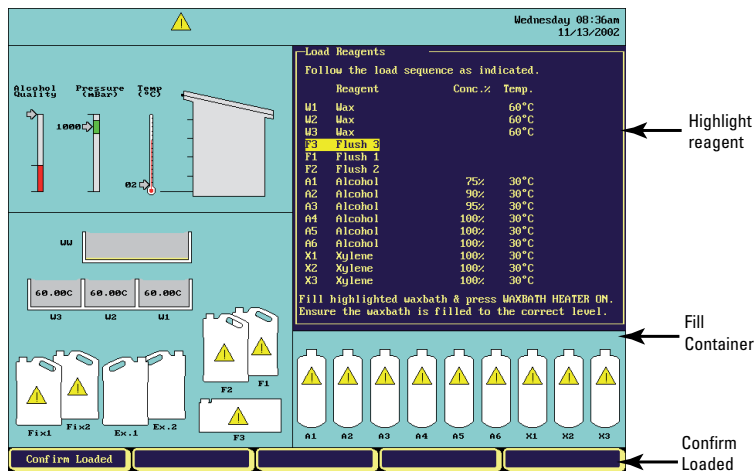 Wednesday 08:36am
11/13/2002
Alcohol
Quality
Pressure
(mBar)
Temp
(°C)
1000
02
Load Reagents
Follow the load sequence as indicated.
Reagent Conc.% Temp.
W1 Wax 60°C
W2 Wax 60°C
W3 Wax 60°C
F3 Flush 3
F1 Flush 1
F2 Flush 2
A1 Alcohol 75% 30°C
A2 Alcohol 90% 30°C
A3 Alcohol 95% 30°C
A4 Alcohol 100% 30°C
A5 Alcohol 100% 30°C
A6 Alcohol 100% 30°C
X1 Xylene 100% 30°C
X2 Xylene 100% 30°C
X3 Xylene 100% 30°C
Fill highlighted waxbath & press WAXBATH HEATER ON.
Ensure the waxbath is filled to the correct level.
WW
60.00C 60.00C 60.00C
W3 W2 W1
F2 F1
Fix1 Fix2 Ex.1 Ex.2 F3
A1 A2 A3 A4 A5 A6 X1 X2 X3
Confirm Loaded
Highlight
reagent
Fill
Container
Confirm
Loaded